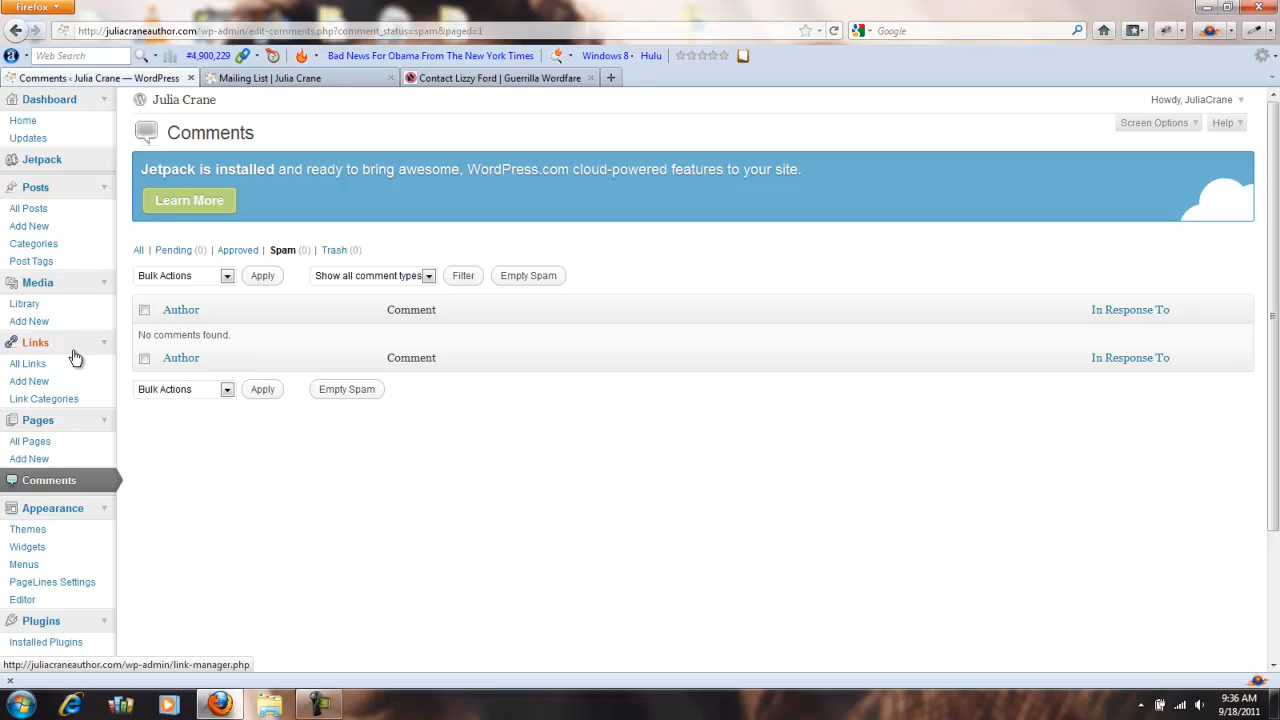 Firefox
http://juliacraneauthor.com/wp-admin/edit-comments.php?comment_status=spam&paged=1
Google
Web Search
#4,900,229
Bad News For Obama From The New York Times
Windows 8 · Hulu
Comments ‹ Julia Crane — WordPress
Mailing List | Julia Crane
Contact Lizzy Ford | Guerrilla Wordfare
Dashboard
Home
Updates
Jetpack
Posts
All Posts
Add New
Categories
Post Tags
Media
Library
Add New
Links
All Links
Add New
Link Categories
Pages
All Pages
Add New
Comments
Appearance
Themes
Widgets
Menus
PageLines Settings
Editor
Plugins
Installed Plugins
Julia Crane
Howdy, JuliaCrane
Comments
Screen Options
Help
Jetpack is installed and ready to bring awesome, WordPress.com cloud-powered features to your site.
Learn More
All | Pending (0) | Approved | Spam (0) | Trash (0)
Bulk Actions
Apply
Show all comment types
Filter
Empty Spam
Author
Comment
In Response To
No comments found.
Author
Comment
In Response To
Bulk Actions
Apply
Empty Spam
http://juliacraneauthor.com/wp-admin/link-manager.php
9:36 AM
9/18/2011